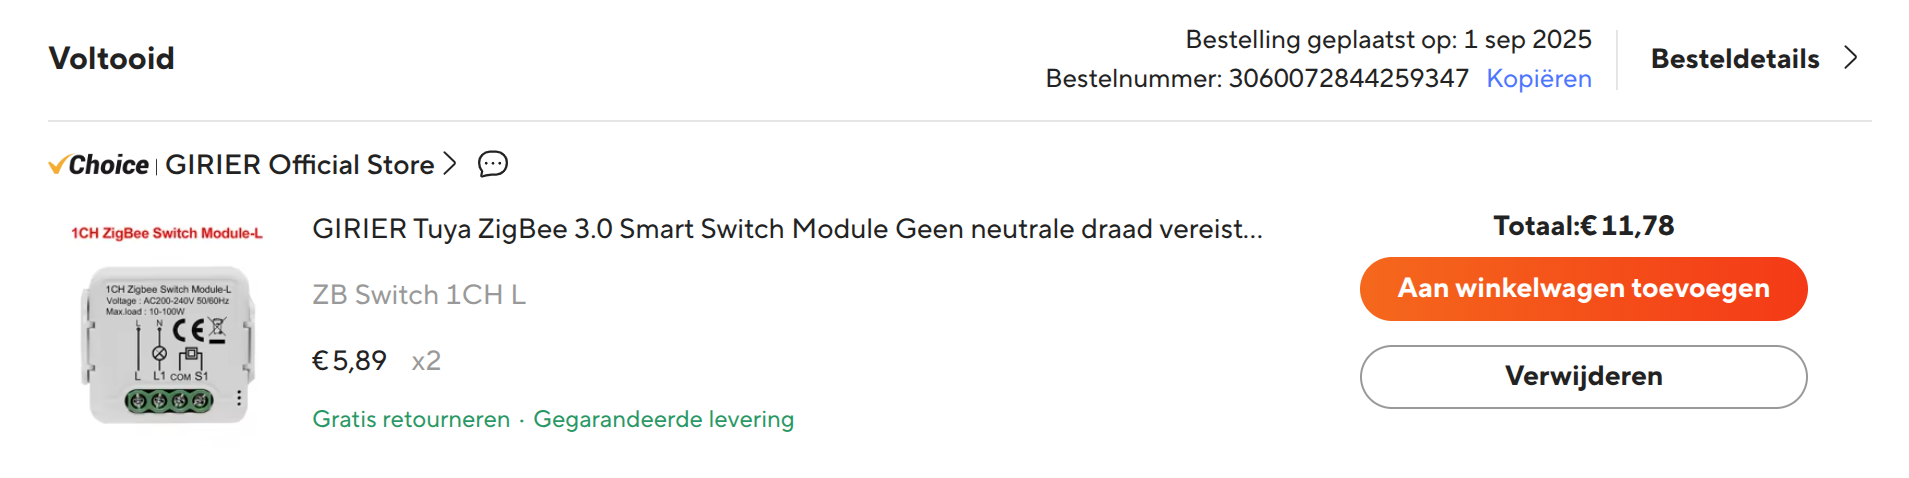 Voltooid
Bestelling geplaatst op: 1 sep 2025
Bestelnummer: 3060072844259347 Kopiëren
Besteldetails
Choice | GIRIER Official Store
1CH ZigBee Switch Module-L
1CH Zigbee Switch Module-L
Voltage : AC200-240V 50/60Hz
Max.load : 10-100W
L N
CE
L L1 COM S1
GIRIER Tuya ZigBee 3.0 Smart Switch Module Geen neutrale draad vereist...
ZB Switch 1CH L
€5,89 x2
Gratis retourneren · Gegarandeerde levering
Totaal:€11,78
Aan winkelwagen toevoegen
Verwijderen